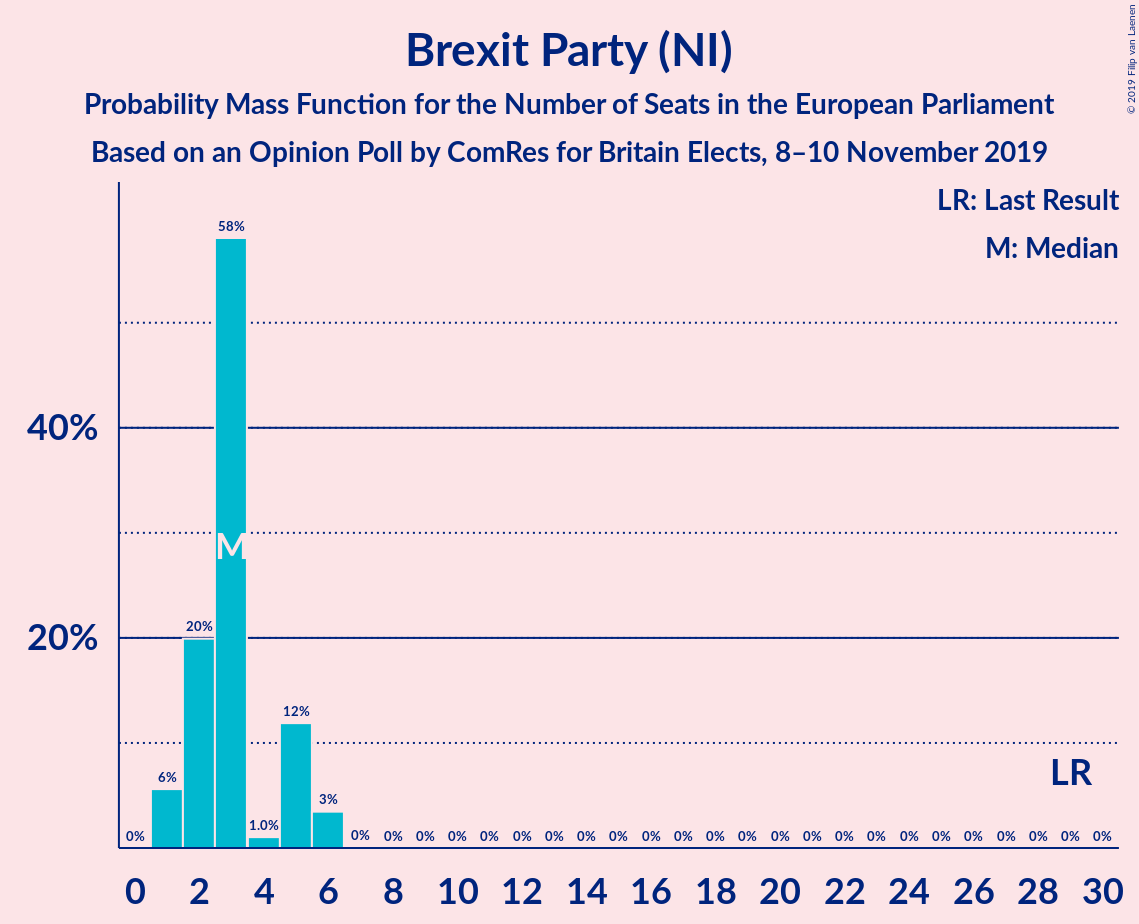 Brexit Party (NI)
Probability Mass Function for the Number of Seats in the European Parliament
Based on an Opinion Poll by ComRes for Britain Elects, 8–10 November 2019
© 2019 Filip van Laenen
LR: Last Result
M: Median
58%
40%
M
20%
20%
12%
LR
6%
3%
1.0%
0% 0% 0% 0% 0% 0% 0% 0% 0% 0% 0% 0% 0% 0% 0% 0% 0% 0% 0% 0% 0% 0% 0% 0% 0%
0 2 4 6 8 10 12 14 16 18 20 22 24 26 28 30